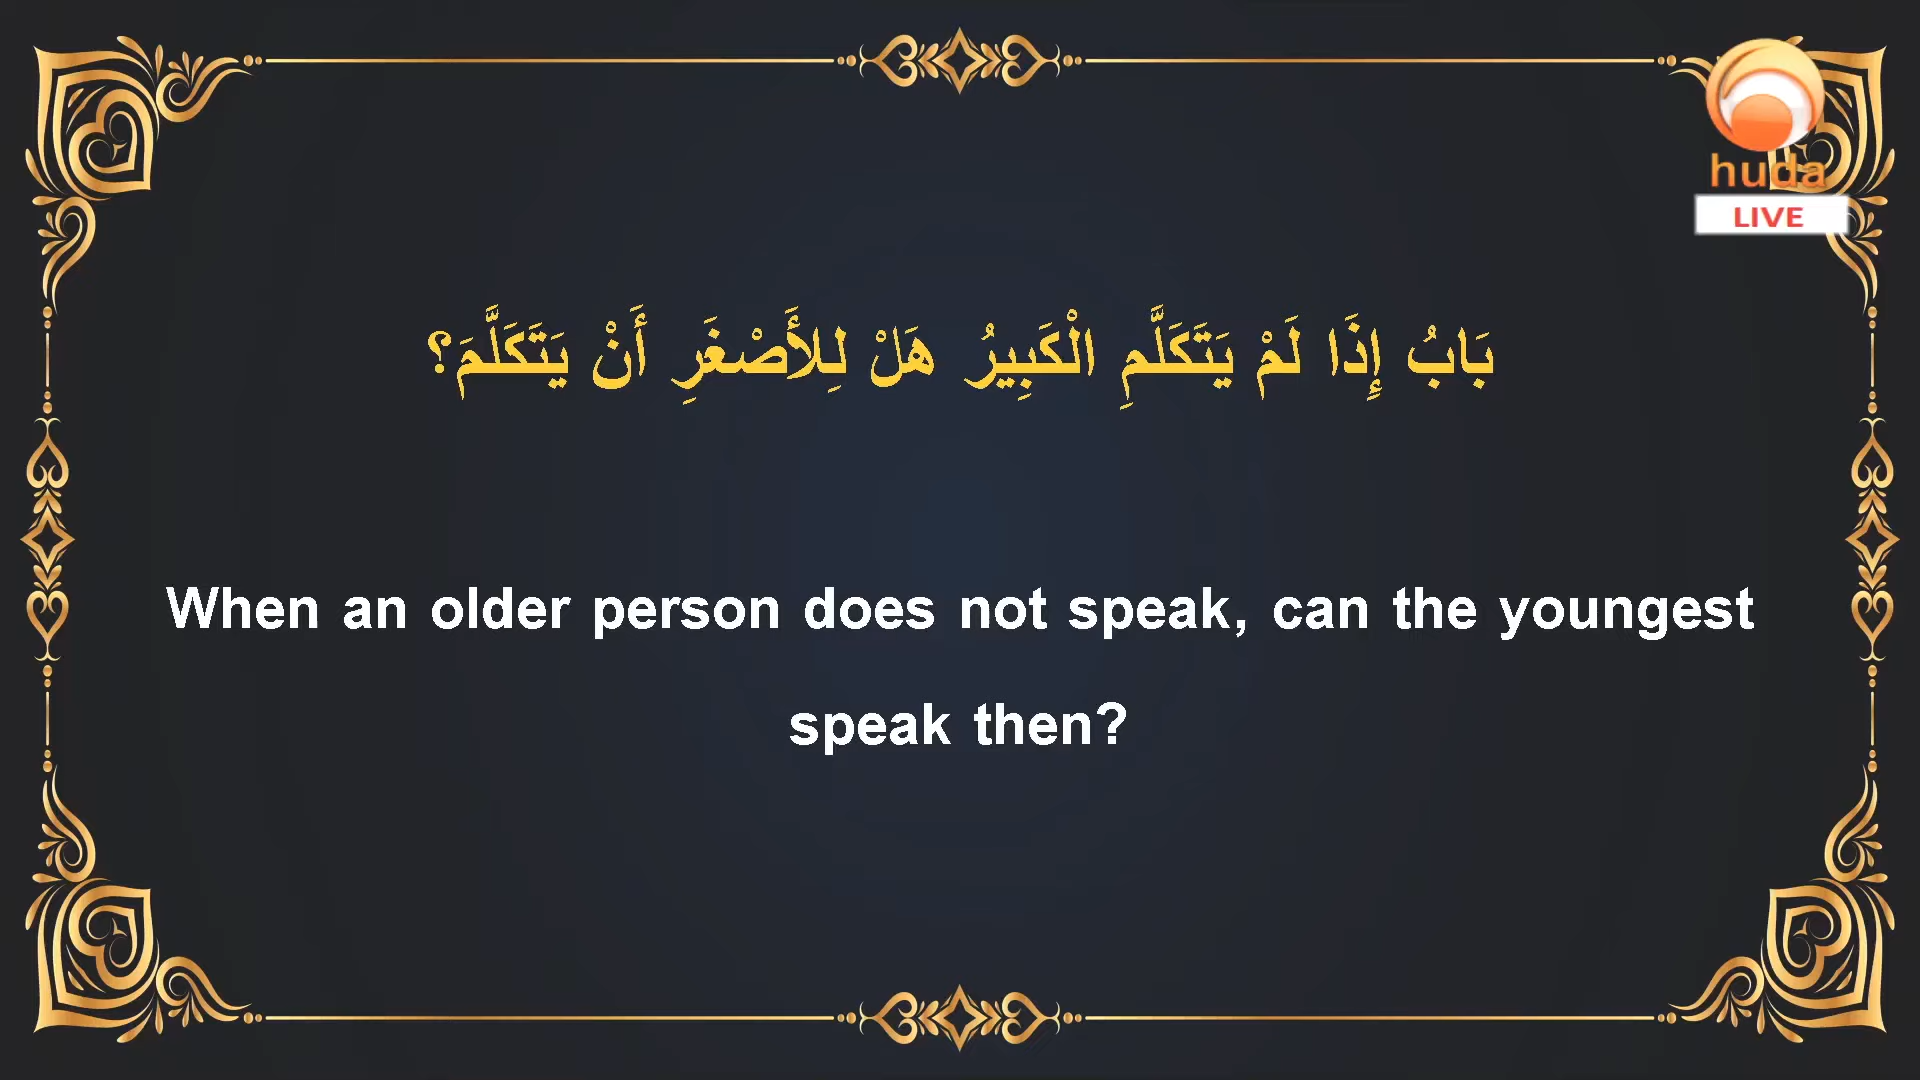 huda
LIVE
بَابُ إِذَا لَمْ يَتَكَلَّمِ الْكَبِيرُ هَلْ لِلأَصْغَرِ أَنْ يَتَكَلَّمَ؟
When an older person does not speak, can the youngest
speak then?